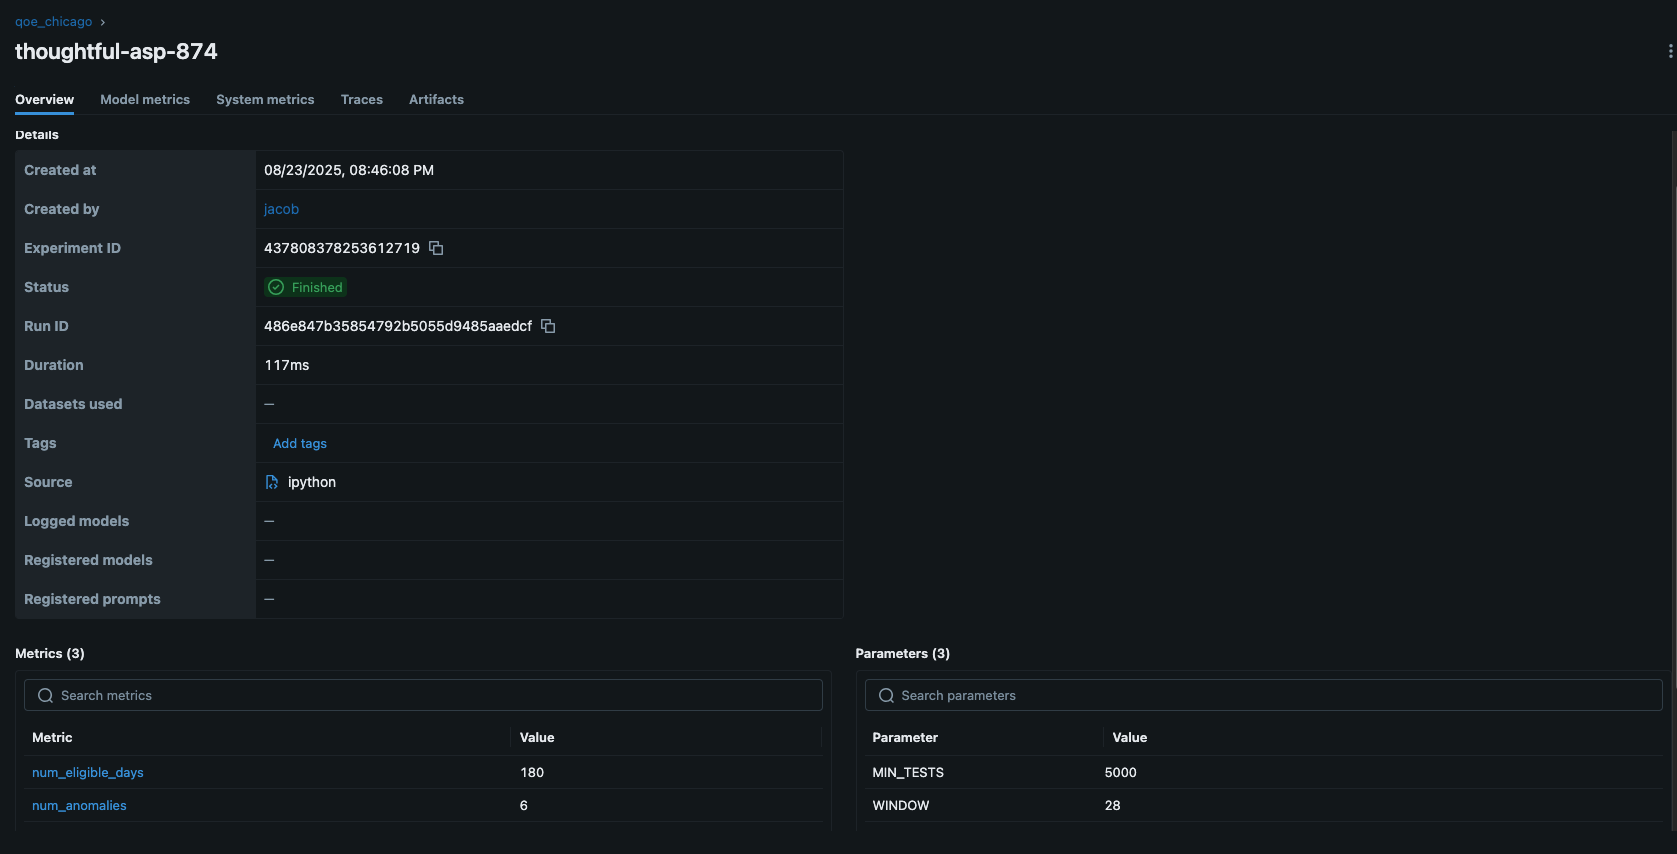 qoe_chicago ›
thoughtful-asp-874
Overview Model metrics System metrics Traces Artifacts
Details
Created at 08/23/2025, 08:46:08 PM
Created by jacob
Experiment ID 437808378253612719
Status Finished
Run ID 486e847b35854792b5055d9485aaedcf
Duration 117ms
Datasets used —
Tags Add tags
Source ipython
Logged models —
Registered models —
Registered prompts —
Metrics (3)
Search metrics
Metric Value
num_eligible_days 180
num_anomalies 6
Parameters (3)
Search parameters
Parameter Value
MIN_TESTS 5000
WINDOW 28